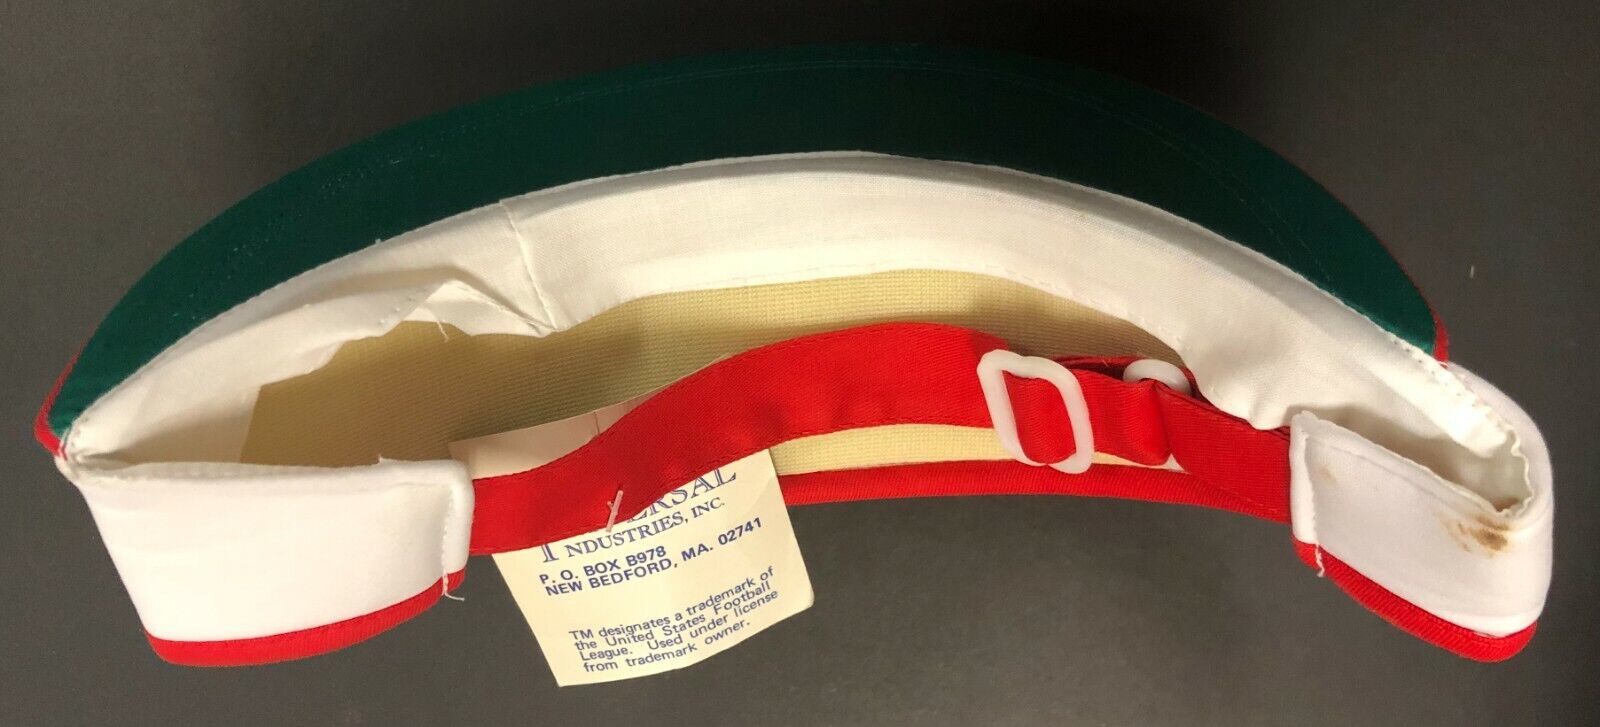 INDUSTRIES, INC.
P. O. BOX B978
NEW BEDFORD, MA. 02741
TM designates a trademark of
the United States Football
League. Used under license
from trademark owner.